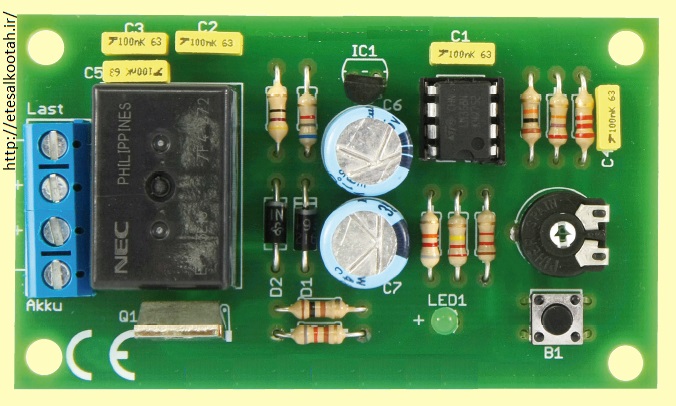 http://etesalkootah.ir/
C3
100nK 63
C2
100nK 63
C5
100nK 63
IC1
C1
100nK 63
Last
PHILIPPINES
NEC
C6
100nK 63
C4
D2
D1
C7
LED1
+
Akku
Q1
CE
B1